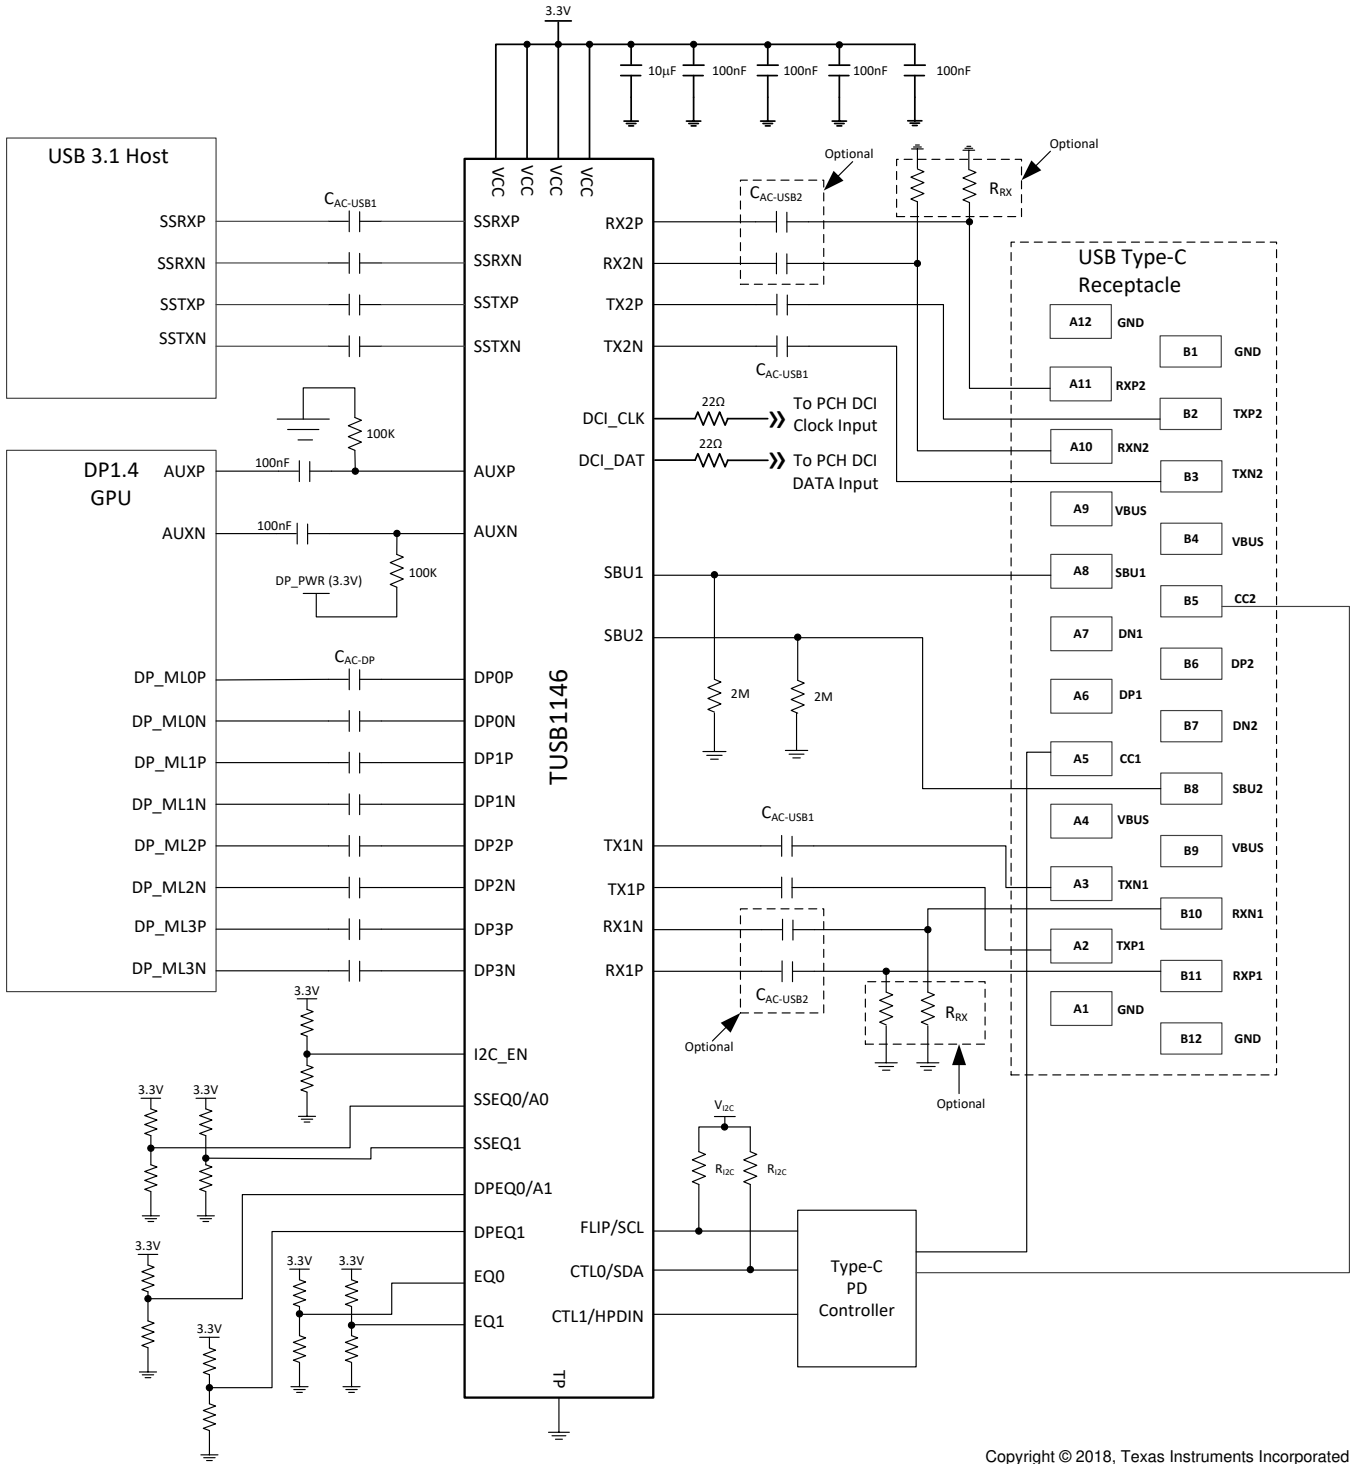 3.3V
10µF
100nF
100nF
100nF
100nF
USB 3.1 Host
SSRXP
SSRXN
SSTXP
SSTXN
CAC-USB1
DP1.4
GPU
AUXP
AUXN
100nF
100nF
100K
100K
DP_PWR (3.3V)
CAC-DP
DP_ML0P
DP_ML0N
DP_ML1P
DP_ML1N
DP_ML2P
DP_ML2N
DP_ML3P
DP_ML3N
3.3V
3.3V
3.3V
3.3V
3.3V
3.3V
3.3V
VCC
VCC
VCC
VCC
SSRXP
SSRXN
SSTXP
SSTXN
AUXP
AUXN
DP0P
DP0N
DP1P
DP1N
DP2P
DP2N
DP3P
DP3N
I2C_EN
SSEQ0/A0
SSEQ1
DPEQ0/A1
DPEQ1
EQ0
EQ1
TUSB1146
TP
RX2P
RX2N
TX2P
TX2N
DCI_CLK
DCI_DAT
SBU1
SBU2
TX1N
TX1P
RX1N
RX1P
FLIP/SCL
CTL0/SDA
CTL1/HPDIN
Optional
CAC-USB2
Optional
RRX
CAC-USB1
22Ω
To PCH DCI
Clock Input
22Ω
To PCH DCI
DATA Input
2M
2M
CAC-USB1
CAC-USB2
Optional
RRX
Optional
VI2C
RI2C
RI2C
Type-C
PD
Controller
USB Type-C
Receptacle
A12 GND
B1 GND
A11 RXP2
B2 TXP2
A10 RXN2
B3 TXN2
A9 VBUS
B4 VBUS
A8 SBU1
B5 CC2
A7 DN1
B6 DP2
A6 DP1
B7 DN2
A5 CC1
B8 SBU2
A4 VBUS
B9 VBUS
A3 TXN1
B10 RXN1
A2 TXP1
B11 RXP1
A1 GND
B12 GND
Copyright © 2018, Texas Instruments Incorporated